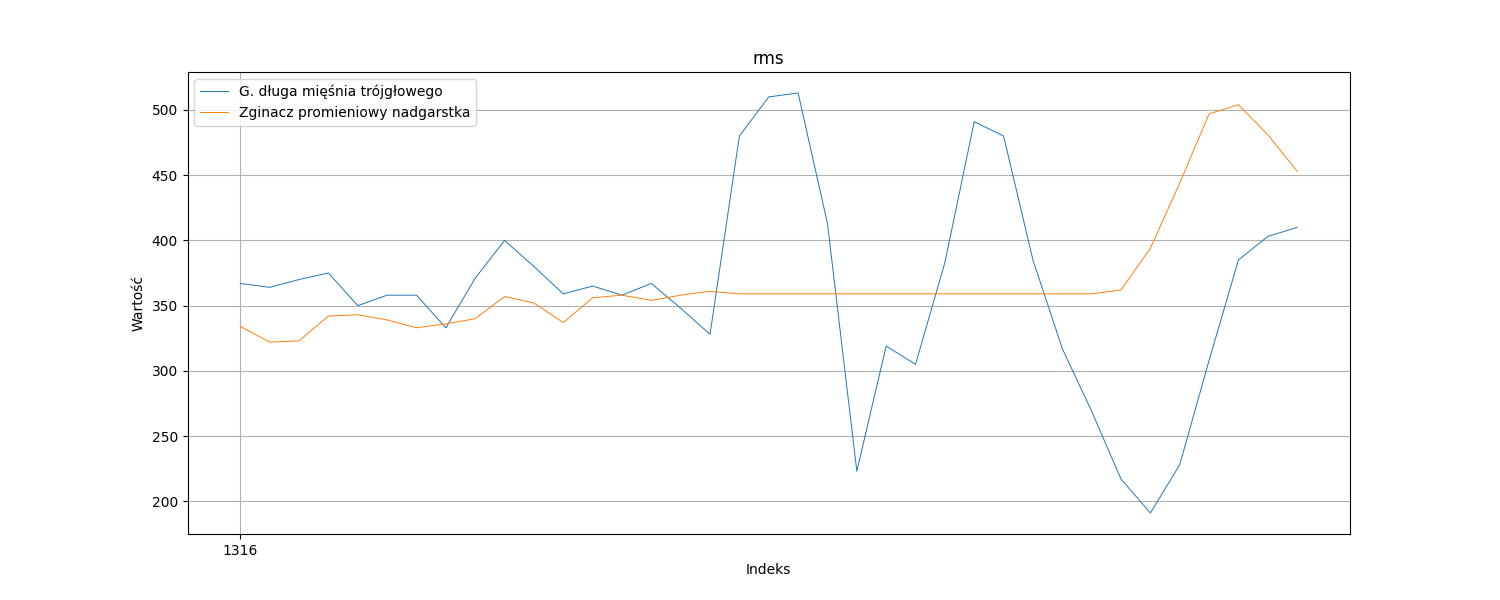 rms
G. długa mięśnia trójgłowego
Zginacz promieniowy nadgarstka
500
450
400
350
300
250
200
Wartość
1316
Indeks